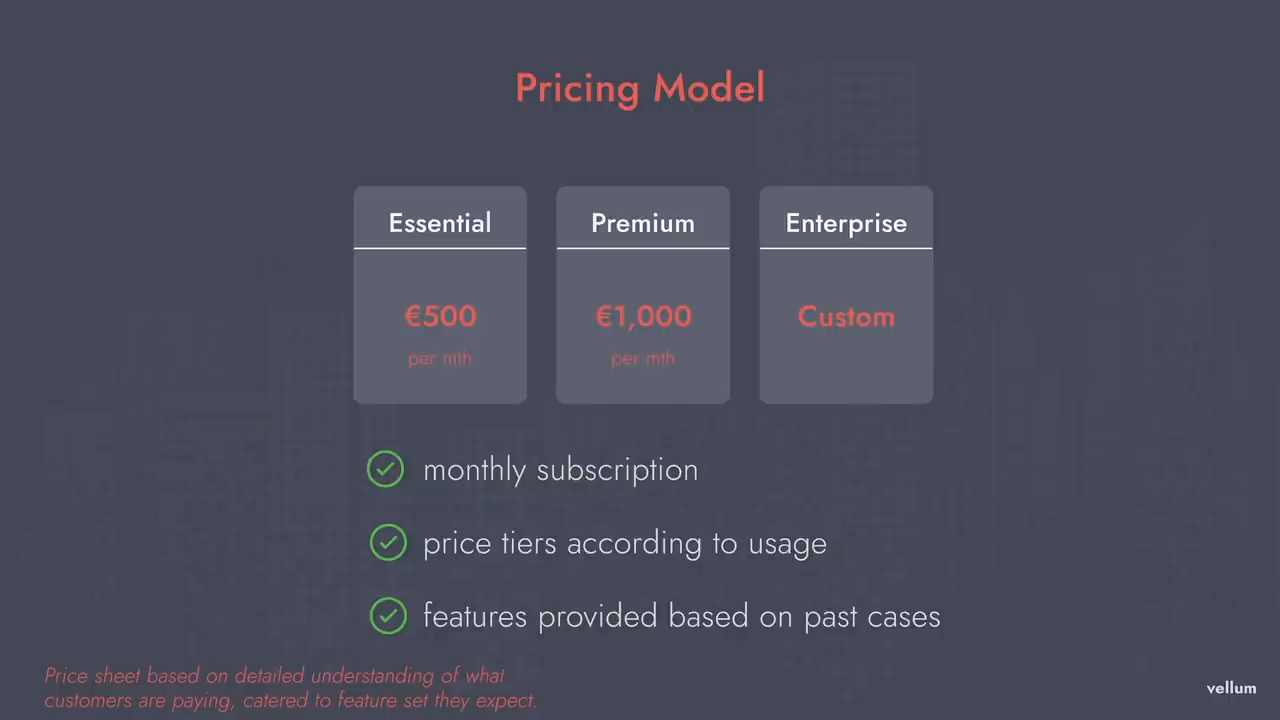 Pricing Model
Essential
Premium
Enterprise
€500
€1,000
Custom
per mth
per mth
monthly subscription
price tiers according to usage
features provided based on past cases
Price sheet based on detailed understanding of what
customers are paying, catered to feature set they expect.
vellum